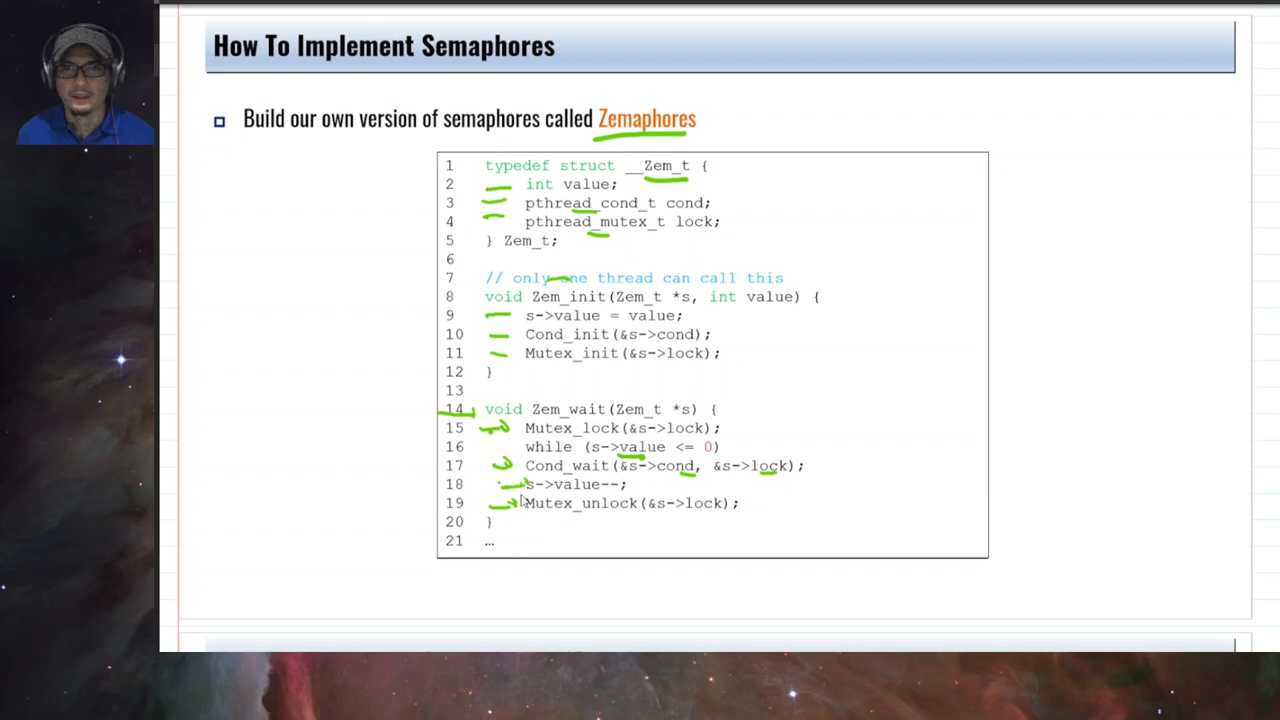 How To Implement Semaphores
Build our own version of semaphores called Zemaphores
1 typedef struct __Zem_t {
2 int value;
3 pthread_cond_t cond;
4 pthread_mutex_t lock;
5 } Zem_t;
6
7 // only one thread can call this
8 void Zem_init(Zem_t *s, int value) {
9 s->value = value;
10 Cond_init(&s->cond);
11 Mutex_init(&s->lock);
12 }
13
14 void Zem_wait(Zem_t *s) {
15 Mutex_lock(&s->lock);
16 while (s->value <= 0)
17 Cond_wait(&s->cond, &s->lock);
18 s->value--;
19 Mutex_unlock(&s->lock);
20 }
21 …